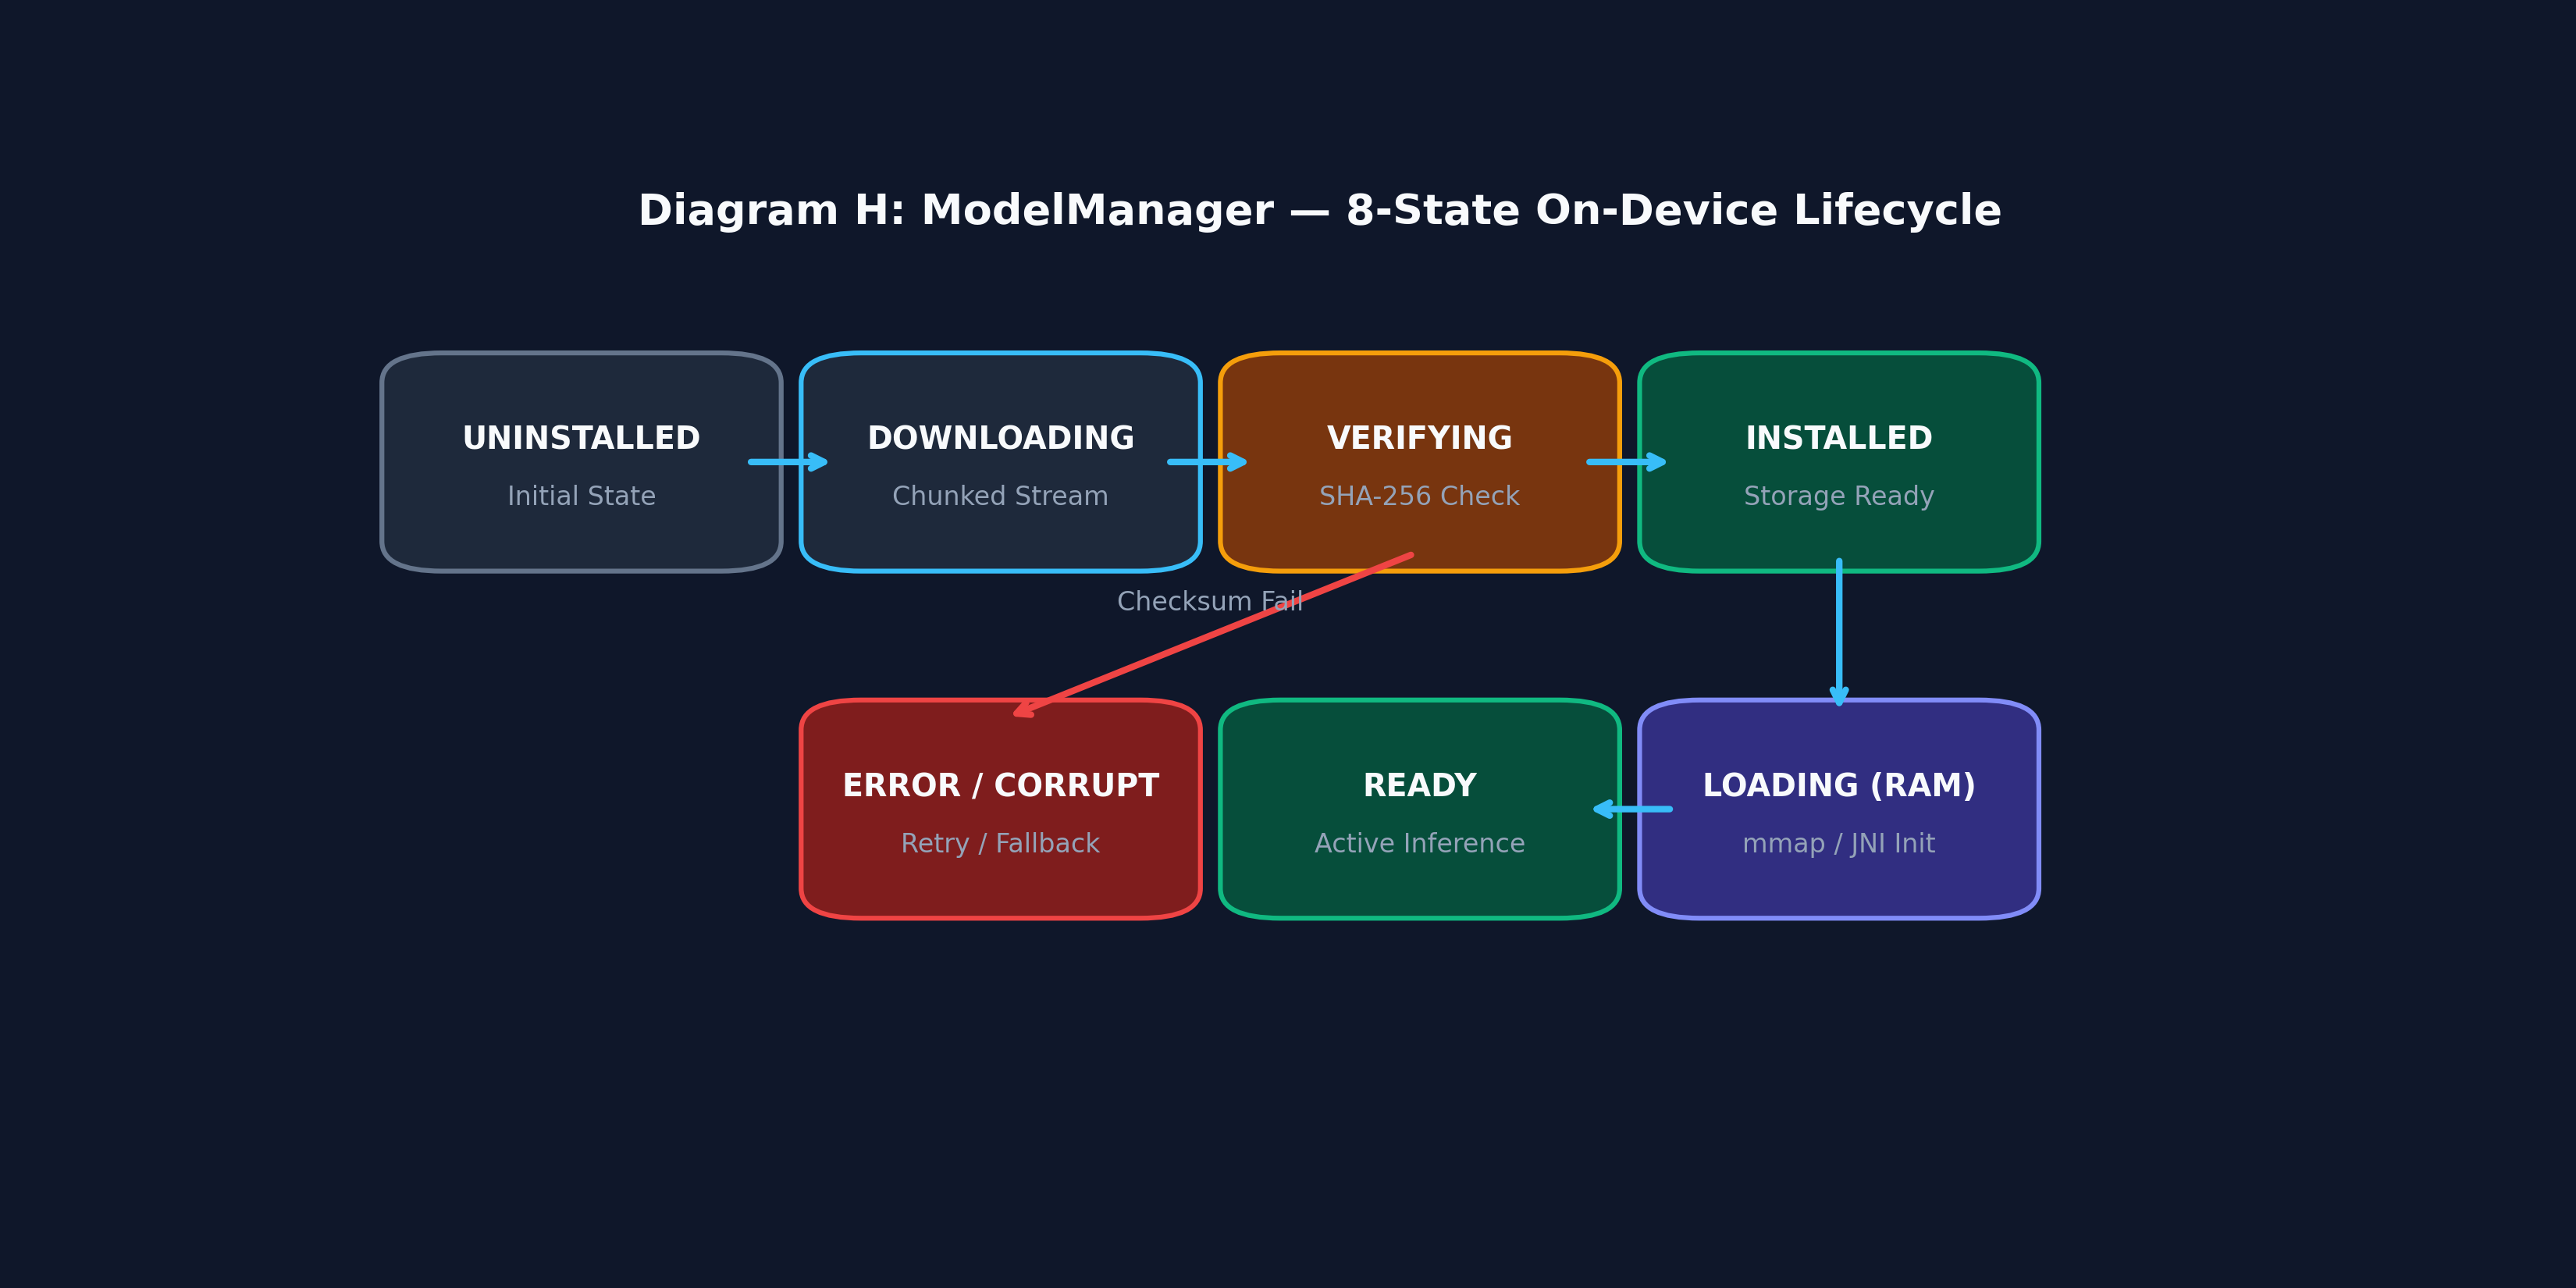 Diagram H: ModelManager — 8-State On-Device Lifecycle
UNINSTALLED
Initial State
DOWNLOADING
Chunked Stream
VERIFYING
SHA-256 Check
INSTALLED
Storage Ready
Checksum Fail
ERROR / CORRUPT
Retry / Fallback
READY
Active Inference
LOADING (RAM)
mmap / JNI Init